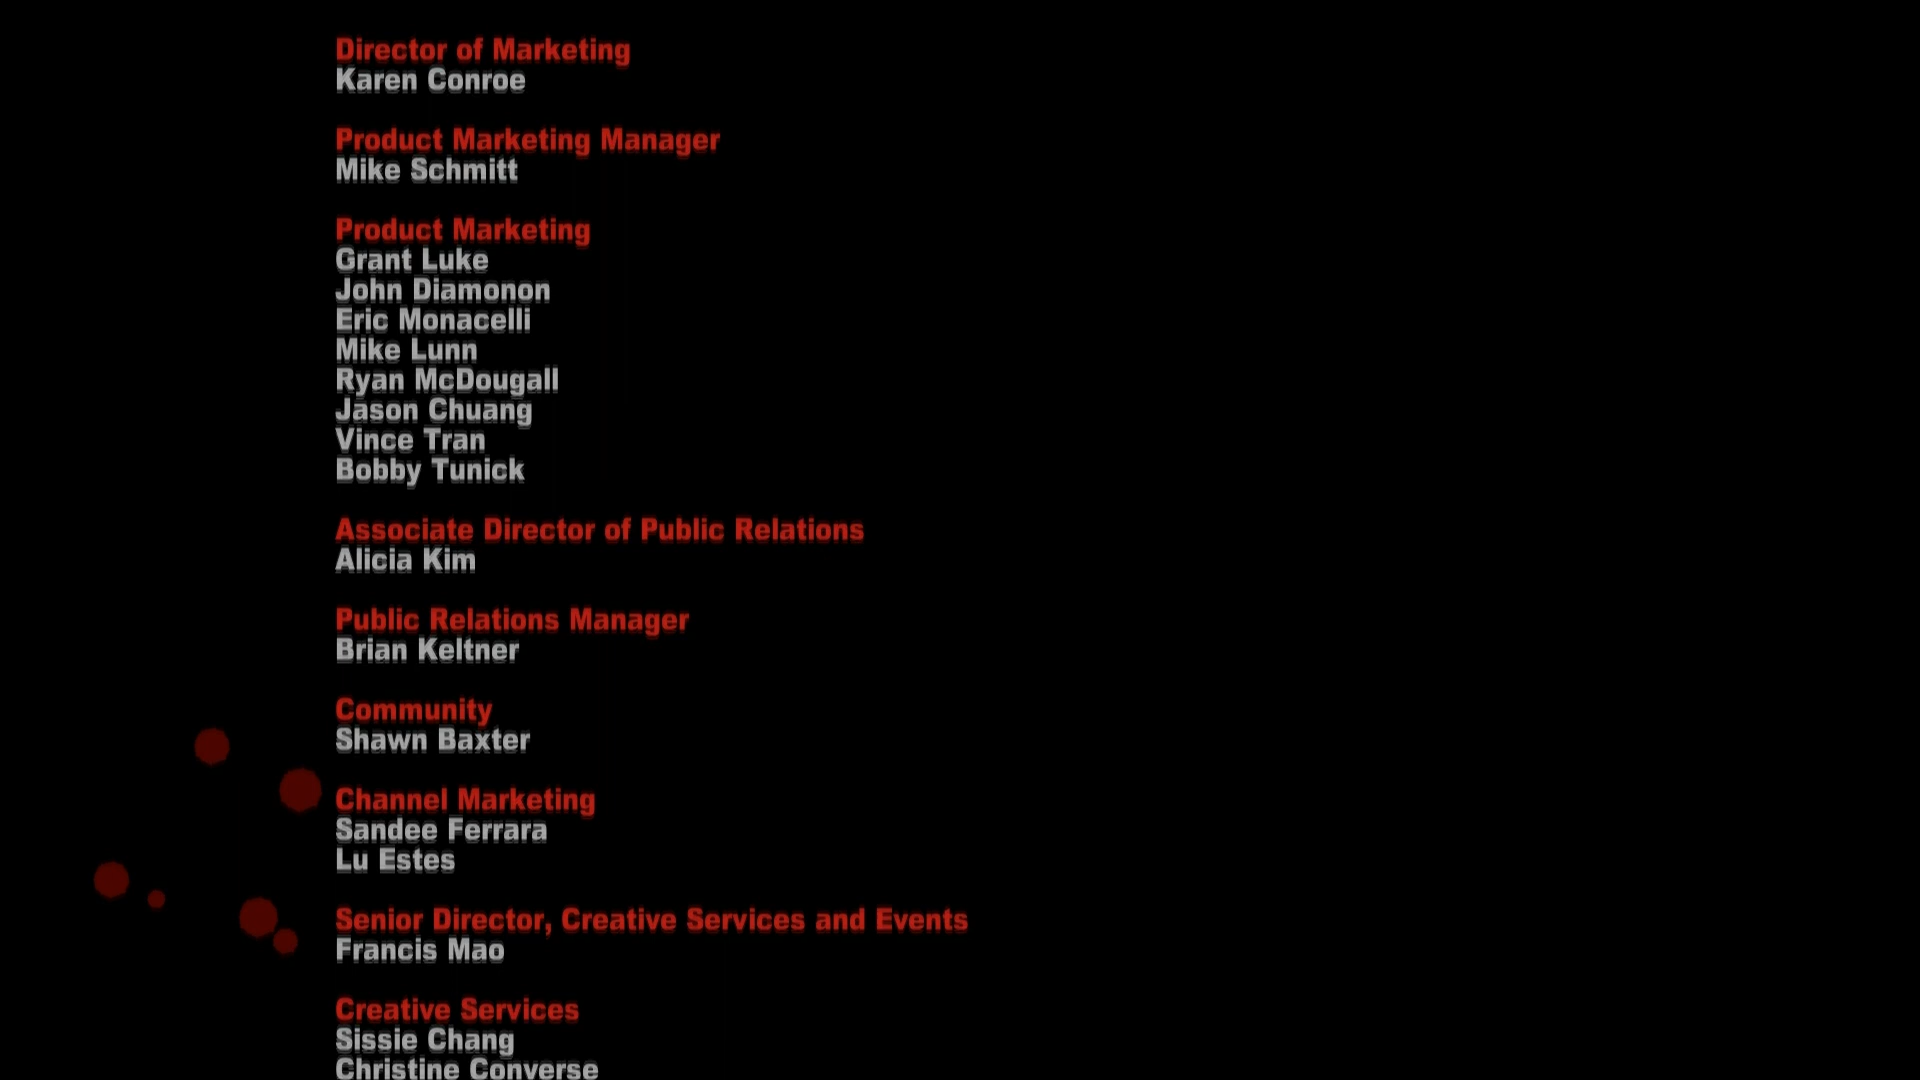 Director of Marketing
Karen Conroe
Product Marketing Manager
Mike Schmitt
Product Marketing
Grant Luke
John Diamonon
Eric Monacelli
Mike Lunn
Ryan McDougall
Jason Chuang
Vince Tran
Bobby Tunick
Associate Director of Public Relations
Alicia Kim
Public Relations Manager
Brian Keltner
Community
Shawn Baxter
Channel Marketing
Sandee Ferrara
Lu Estes
Senior Director, Creative Services and Events
Francis Mao
Creative Services
Sissie Chang
Christine Converse